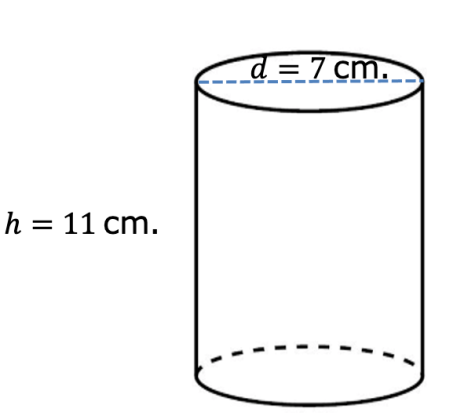 d = 7 cm.
h = 11 cm.